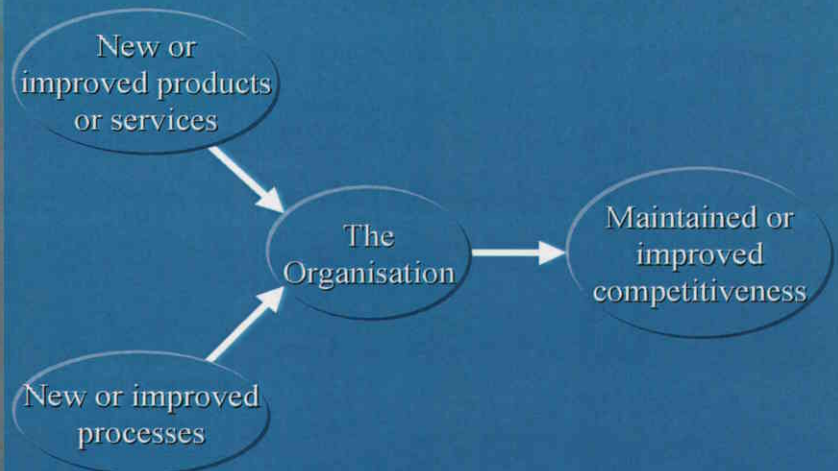 New or
improved products
or services
The
Organisation
Maintained or
improved
competitiveness
New or improved
processes